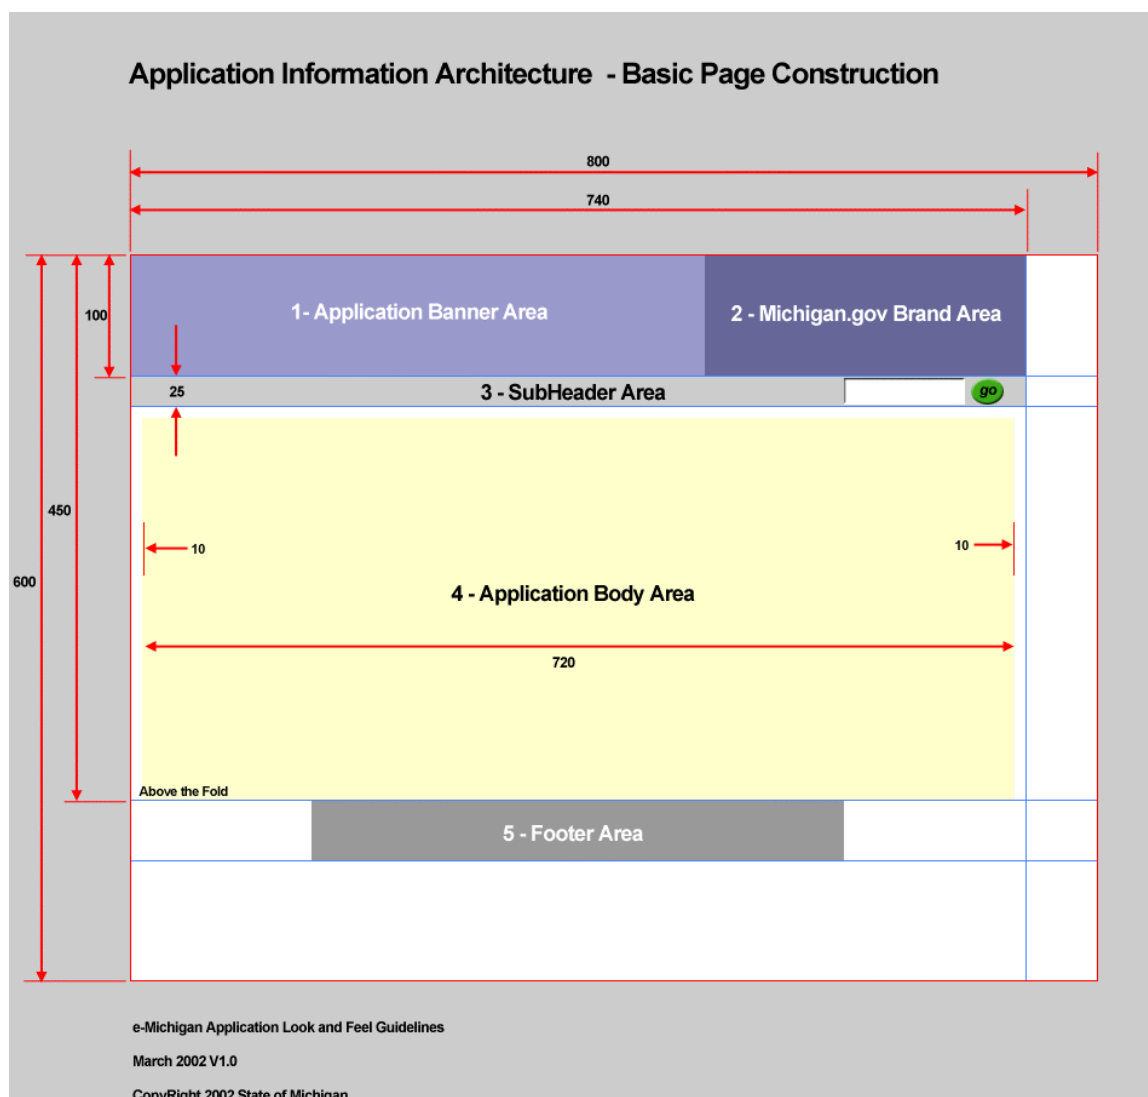 Application Information Architecture - Basic Page Construction
800
740
1- Application Banner Area
2 - Michigan.gov Brand Area
100
25
3 - SubHeader Area
go
450
10
10
600
4 - Application Body Area
720
Above the Fold
5 - Footer Area
e-Michigan Application Look and Feel Guidelines
March 2002 V1.0
CopyRight 2002 State of Michigan